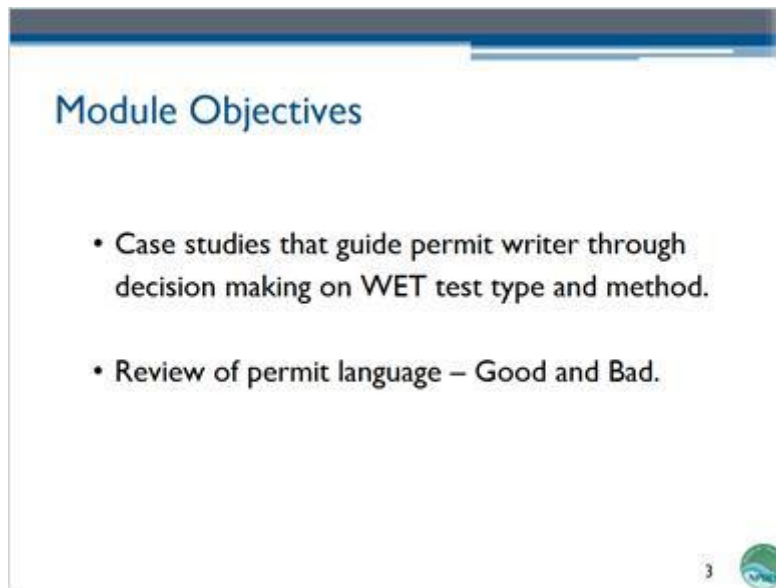 Module Objectives
• Case studies that guide permit writer through
decision making on WET test type and method.
• Review of permit language – Good and Bad.
3